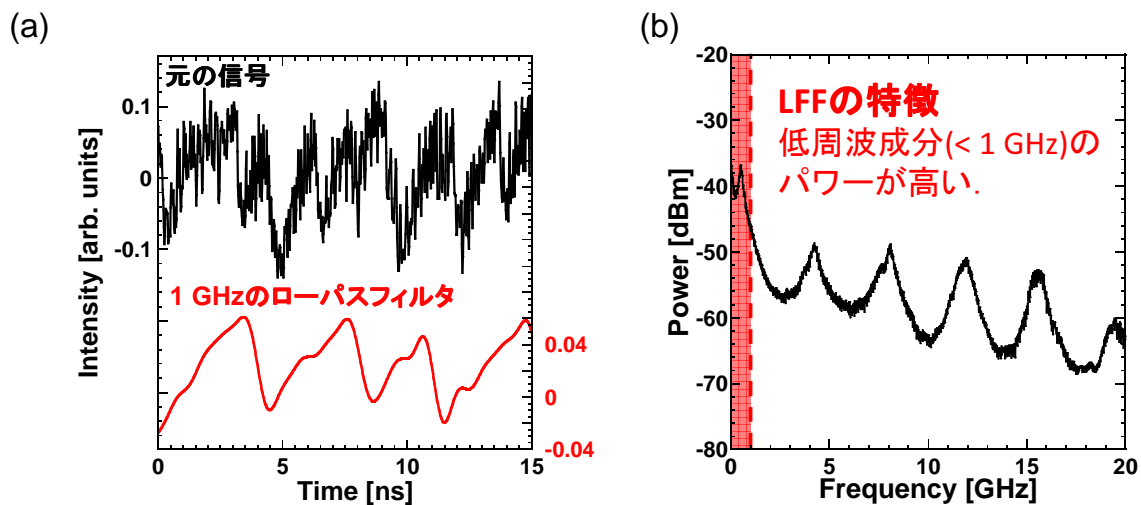 (a)
元の信号
0.1
0
-0.1
Intensity [arb. units]
1 GHzのローパスフィルタ
0.04
0
-0.04
0
5
10
15
Time [ns]
(b)
-20
-30
-40
-50
-60
-70
-80
Power [dBm]
LFFの特徴
低周波成分(< 1 GHz)の
パワーが高い.
0
5
10
15
20
Frequency [GHz]